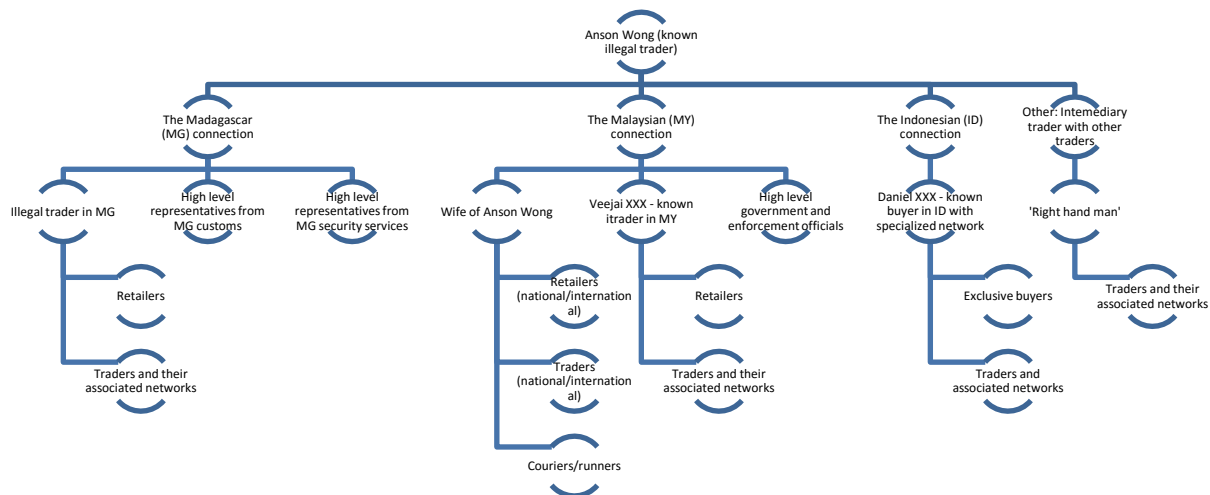 Anson Wong (known
illegal trader)
The Madagascar
(MG) connection
The Malaysian (MY)
connection
The Indonesian (ID)
connection
Other: Intemediary
trader with other
traders
Illegal trader in MG
High level
representatives from
MG customs
High level
representatives from
MG security services
Wife of Anson Wong
Veejai XXX - known
itrader in MY
High level
government and
enforcement officials
Daniel XXX - known
buyer in ID with
specialized network
'Right hand man'
Retailers
Retailers
(national/internation
al)
Retailers
Exclusive buyers
Traders and their
associated networks
Traders and their
associated networks
Traders
(national/internation
al)
Traders and their
associated networks
Traders and
associated networks
Couriers/runners